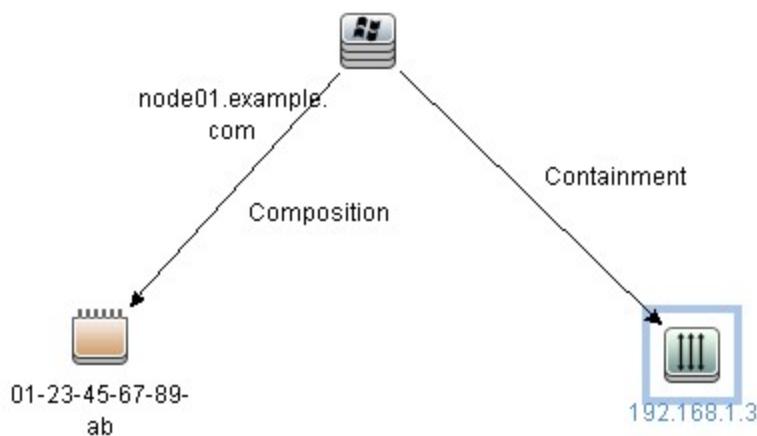 node01.example.
com
Containment
Composition
01-23-45-67-89-
ab
192.168.1.3